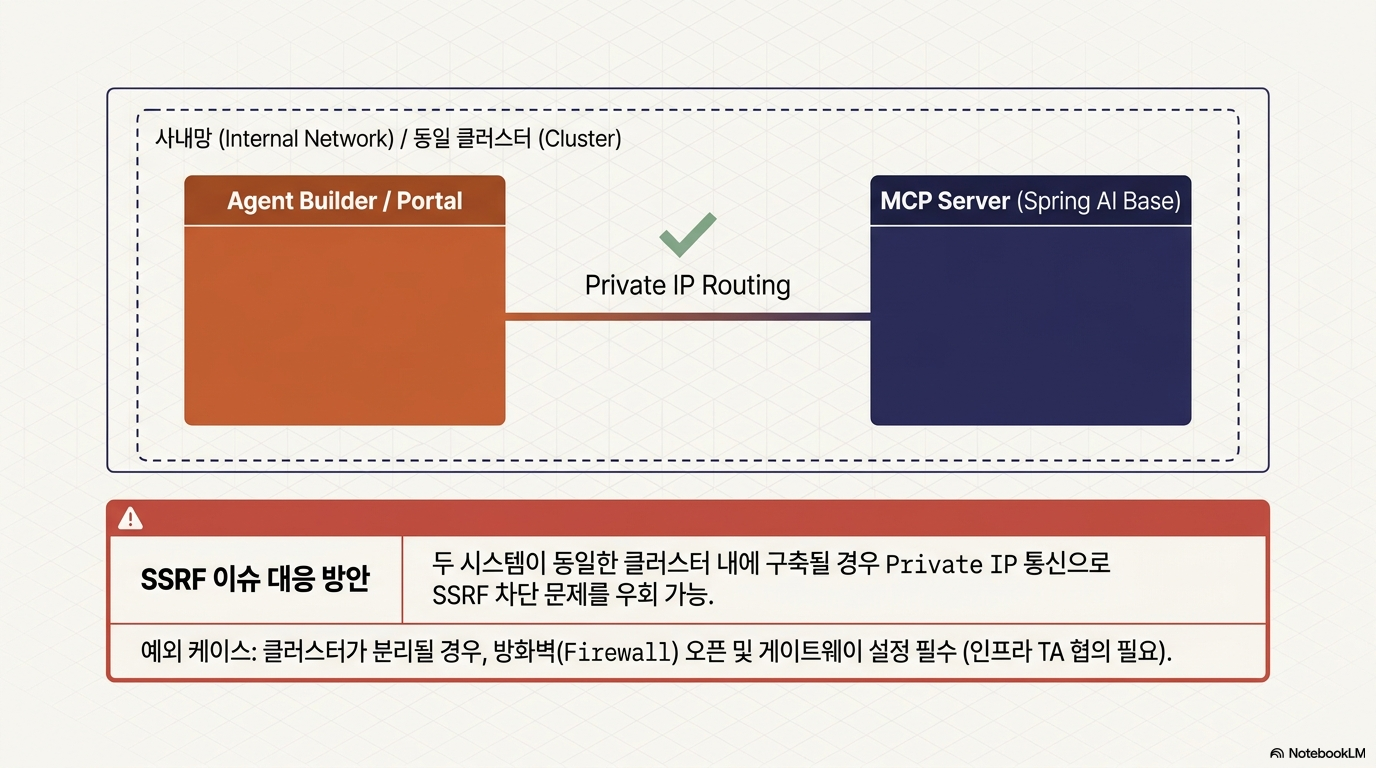 사내망 (Internal Network) / 동일 클러스터 (Cluster)
Agent Builder / Portal
Private IP Routing
MCP Server (Spring AI Base)
SSRF 이슈 대응 방안
두 시스템이 동일한 클러스터 내에 구축될 경우 Private IP 통신으로
SSRF 차단 문제를 우회 가능.
예외 케이스: 클러스터가 분리될 경우, 방화벽(Firewall) 오픈 및 게이트웨이 설정 필수 (인프라 TA 협의 필요).
NotebookLM